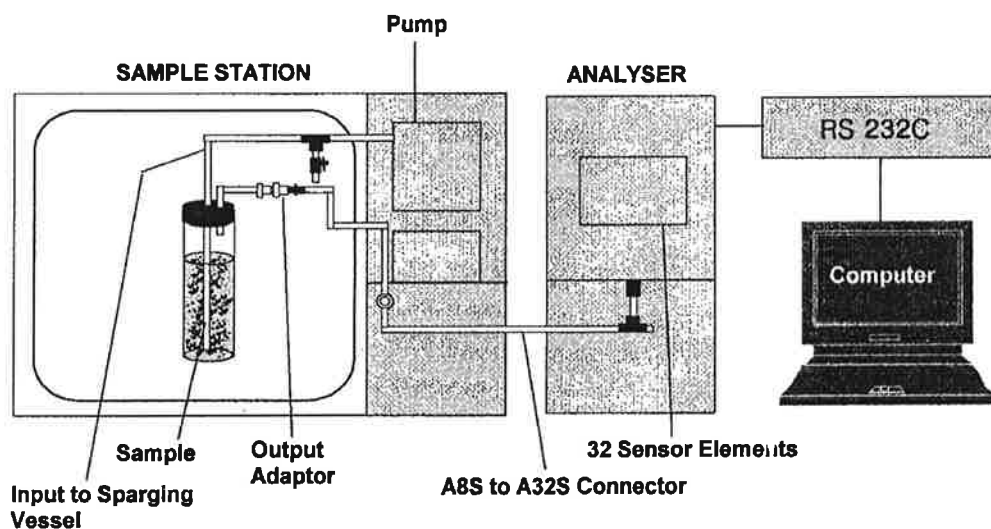 Pump
SAMPLE STATION
ANALYSER
RS 232C
Computer
Sample
Output
Adaptor
32 Sensor Elements
Input to Sparging
Vessel
A8S to A32S Connector